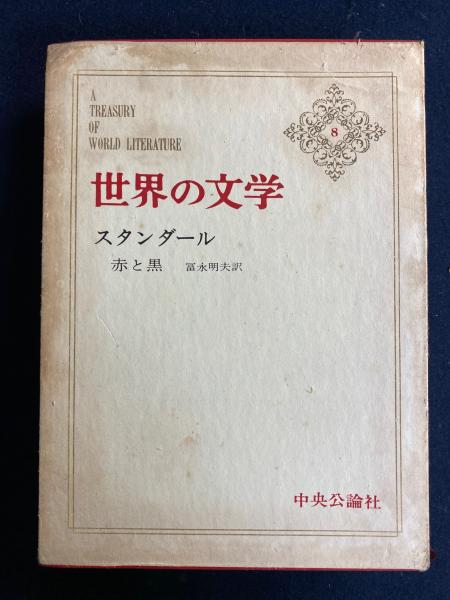 A
TREASURY
OF
WORLD LITERATURE
8
世界の文学
スタンダール
赤と黒 冨永明夫訳
中央公論社